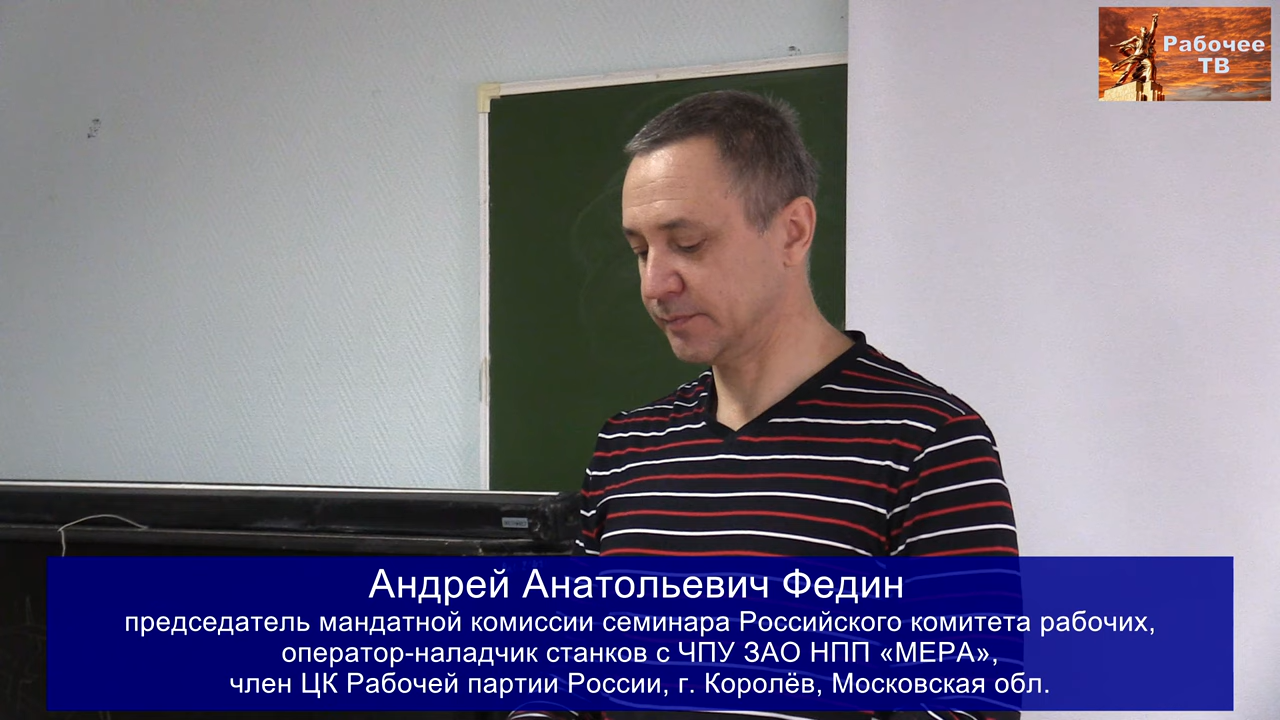 Рабочее
ТВ
Андрей Анатольевич Федин
председатель мандатной комиссии семинара Российского комитета рабочих,
оператор-наладчик станков с ЧПУ ЗАО НПП «МЕРА»,
член ЦК Рабочей партии России, г. Королёв, Московская обл.